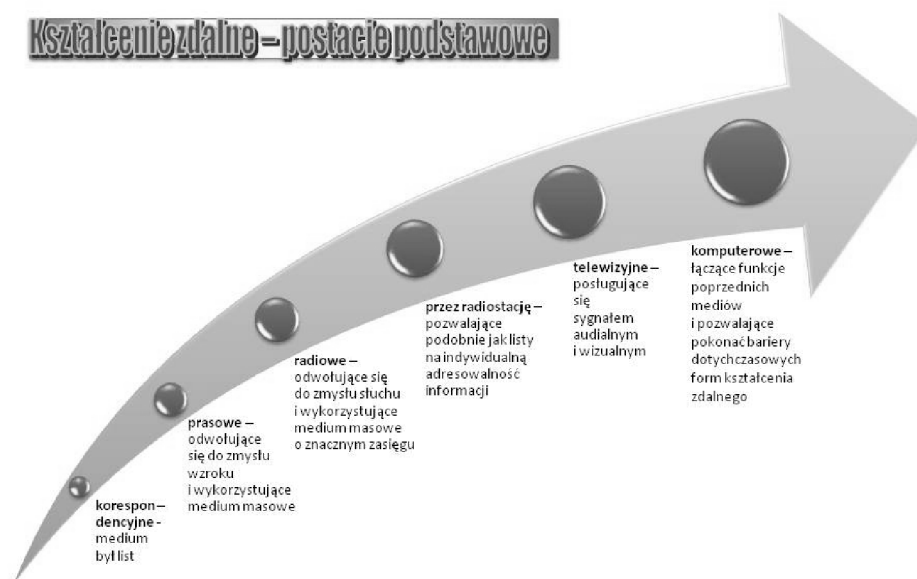 Kształcenie zdalne – postacie podstawowe
korespon–
dencyjne -
medium
był list
prasowe –
odwołujące
się do zmysłu
wzroku
i wykorzystujące
medium masowe
radiowe –
odwołujące się
do zmysłu słuchu
i wykorzystujące
medium masowe
o znacznym zasięgu
przez radiostację –
pozwalające
podobnie jak listy
na indywidualną
adresowalność
informacji
telewizyjne –
posługujące
się
sygnałem
audialnym
i wizualnym
komputerowe –
łączące funkcje
poprzednich
mediów
i pozwalające
pokonać bariery
dotychczasowych
form kształcenia
zdalnego